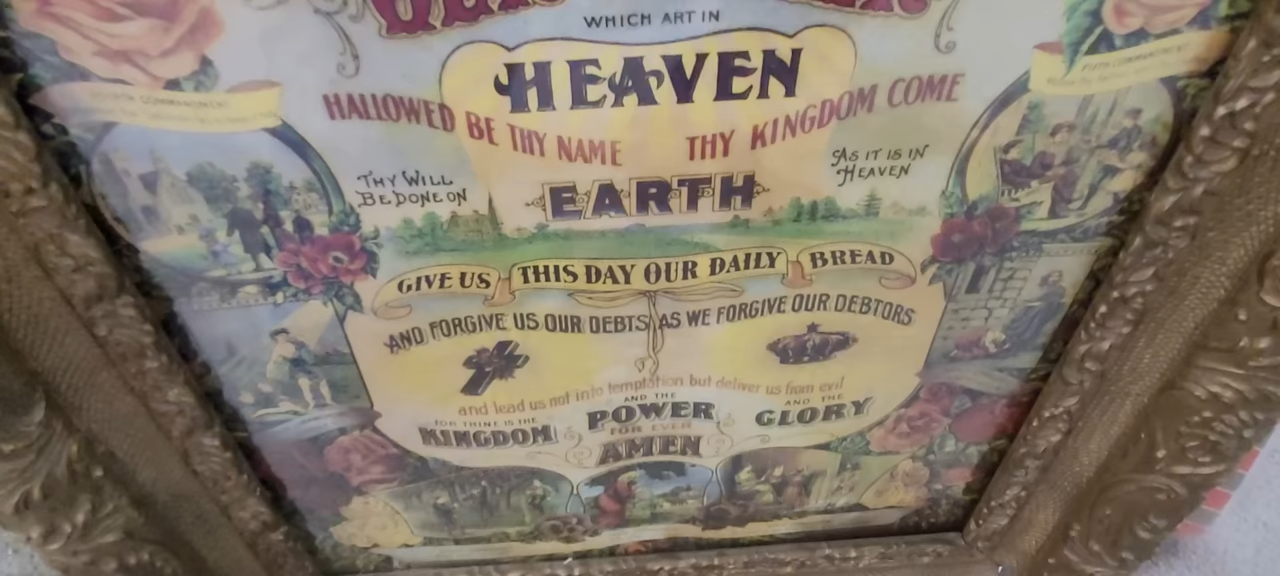 WHICH ART IN
HEAVEN
HALLOWED BE THY NAME THY KINGDOM COME
THY WILL
BE DONE ON
AS IT IS IN
HEAVEN
EARTH
GIVE US THIS DAY OUR DAILY BREAD
AND FORGIVE US OUR DEBTS AS WE FORGIVE OUR DEBTORS
and lead us not into temptation but deliver us from evil
FOR THINE IS THE
KINGDOM
AND THE
POWER
AND THE
GLORY
FOR EVER
AMEN
COMMANDMENT
FIFTH COMMANDMENT